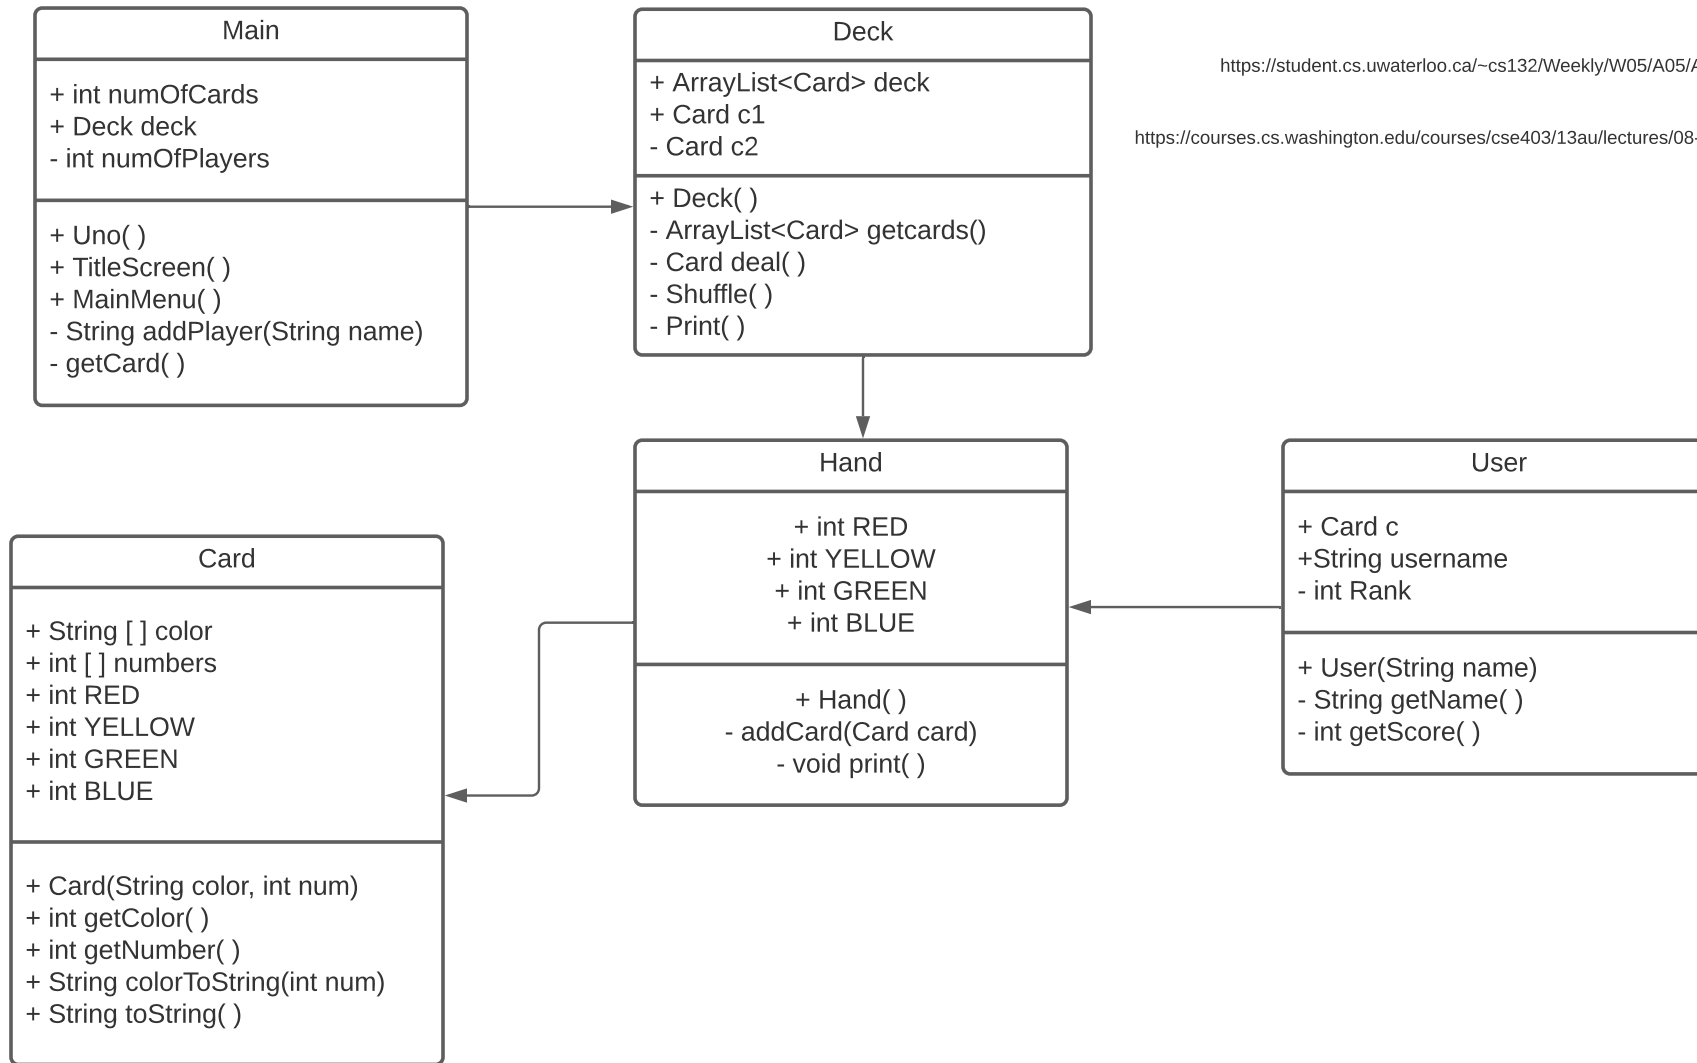 Main
+ int numOfCards
+ Deck deck
- int numOfPlayers
+ Uno( )
+ TitleScreen( )
+ MainMenu( )
- String addPlayer(String name)
- getCard( )
Deck
+ ArrayList<Card> deck
+ Card c1
- Card c2
+ Deck( )
- ArrayList<Card> getcards()
- Card deal( )
- Shuffle( )
- Print( )
https://student.cs.uwaterloo.ca/~cs132/Weekly/W05/A05/A
https://courses.cs.washington.edu/courses/cse403/13au/lectures/08-
Hand
+ int RED
+ int YELLOW
+ int GREEN
+ int BLUE
+ Hand( )
- addCard(Card card)
- void print( )
User
+ Card c
+String username
- int Rank
+ User(String name)
- String getName( )
- int getScore( )
Card
+ String [ ] color
+ int [ ] numbers
+ int RED
+ int YELLOW
+ int GREEN
+ int BLUE
+ Card(String color, int num)
+ int getColor( )
+ int getNumber( )
+ String colorToString(int num)
+ String toString( )